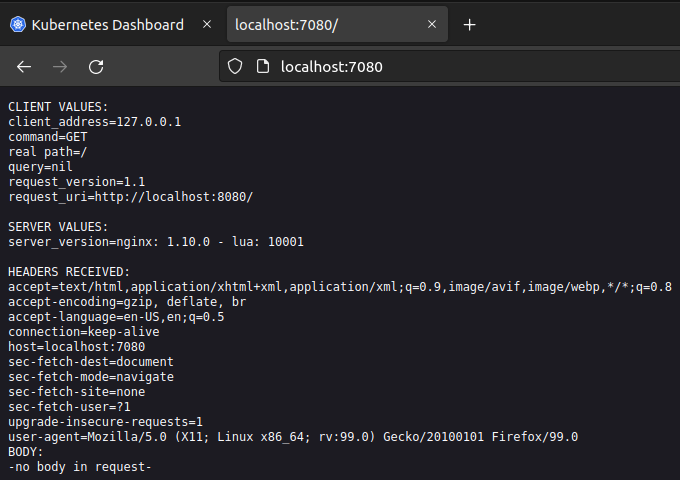 Kubernetes Dashboard
localhost:7080/
localhost:7080
CLIENT VALUES:
client_address=127.0.0.1
command=GET
real path=/
query=nil
request_version=1.1
request_uri=http://localhost:8080/
SERVER VALUES:
server_version=nginx: 1.10.0 - lua: 10001
HEADERS RECEIVED:
accept=text/html,application/xhtml+xml,application/xml;q=0.9,image/avif,image/webp,*/*;q=0.8
accept-encoding=gzip, deflate, br
accept-language=en-US,en;q=0.5
connection=keep-alive
host=localhost:7080
sec-fetch-dest=document
sec-fetch-mode=navigate
sec-fetch-site=none
sec-fetch-user=?1
upgrade-insecure-requests=1
user-agent=Mozilla/5.0 (X11; Linux x86_64; rv:99.0) Gecko/20100101 Firefox/99.0
BODY:
-no body in request-